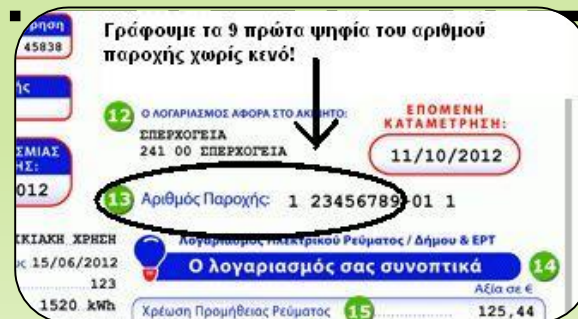 Γράφουμε τα 9 πρώτα ψηφία του αριθμού
παροχής χωρίς κενό!
45838
12 Ο ΛΟΓΑΡΙΑΣΜΟΣ ΑΦΟΡΑ ΣΤΟ ΑΚΙΝΗΤΟ:
ΣΠΕΡΧΟΓΕΙΑ
241 00 ΣΠΕΡΧΟΓΕΙΑ
ΕΠΟΜΕΝΗ
ΚΑΤΑΜΕΤΡΗΣΗ:
11/10/2012
ΗΣ:
012
13 Αριθμός Παροχής: 1 23456789-01 1
ΧΡΗΣΗ
Λογαριασμός Ηλεκτρικού Ρεύματος / Δήμου & ΕΡΤ
15/06/2012
Ο λογαριασμός σας συνοπτικά 14
123
Αξία σε €
1520 kWh
Χρέωση Προμήθειας Ρεύματος 15 125,44